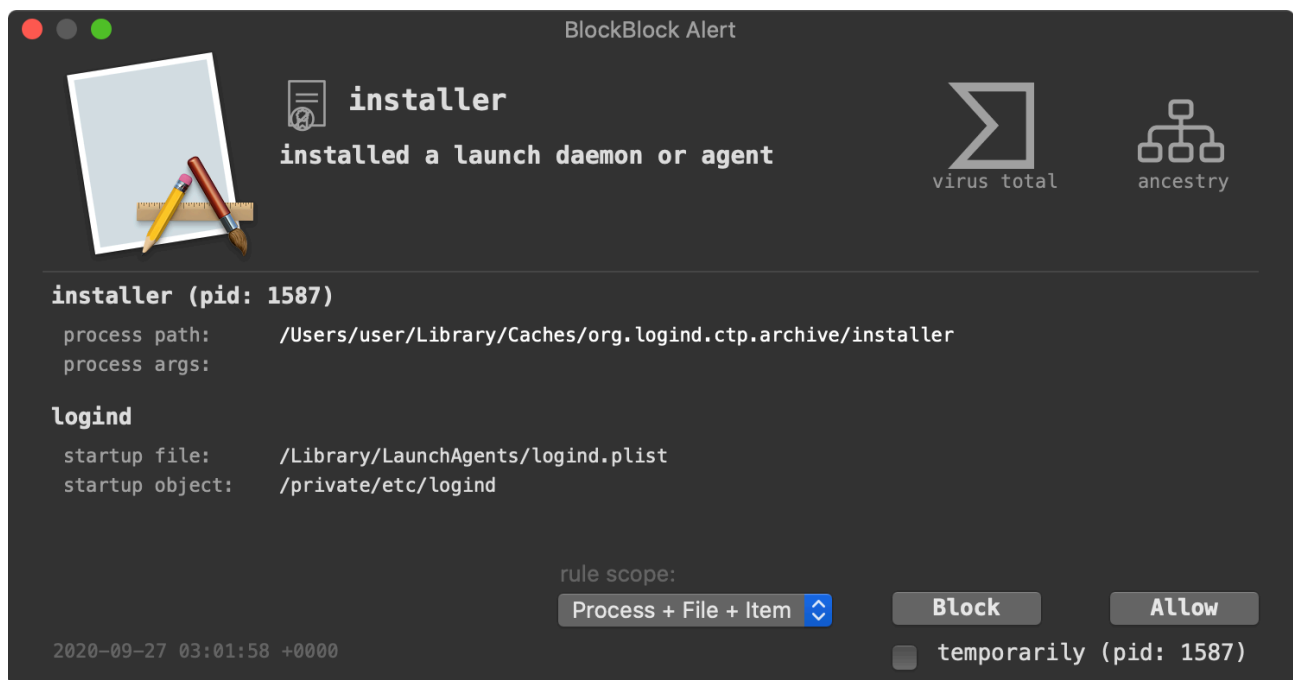 BlockBlock Alert
installer
installed a launch daemon or agent
virus total
ancestry
installer (pid: 1587)
process path: /Users/user/Library/Caches/org.logind.ctp.archive/installer
process args:
logind
startup file: /Library/LaunchAgents/logind.plist
startup object: /private/etc/logind
rule scope:
Process + File + Item
Block
Allow
2020-09-27 03:01:58 +0000
temporarily (pid: 1587)